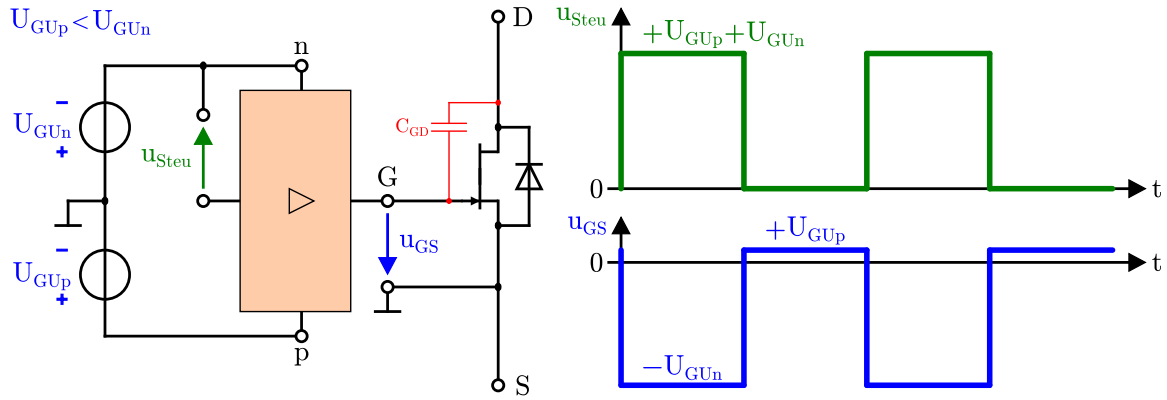 U_GUp<U_GUn
n
D
-
U_GUn
+
u_Steu
C_GD
G
u_GS
-
U_GUp
+
p
S
u_Steu
+U_GUp+U_GUn
0
t
u_GS
+U_GUp
0
t
−U_GUn